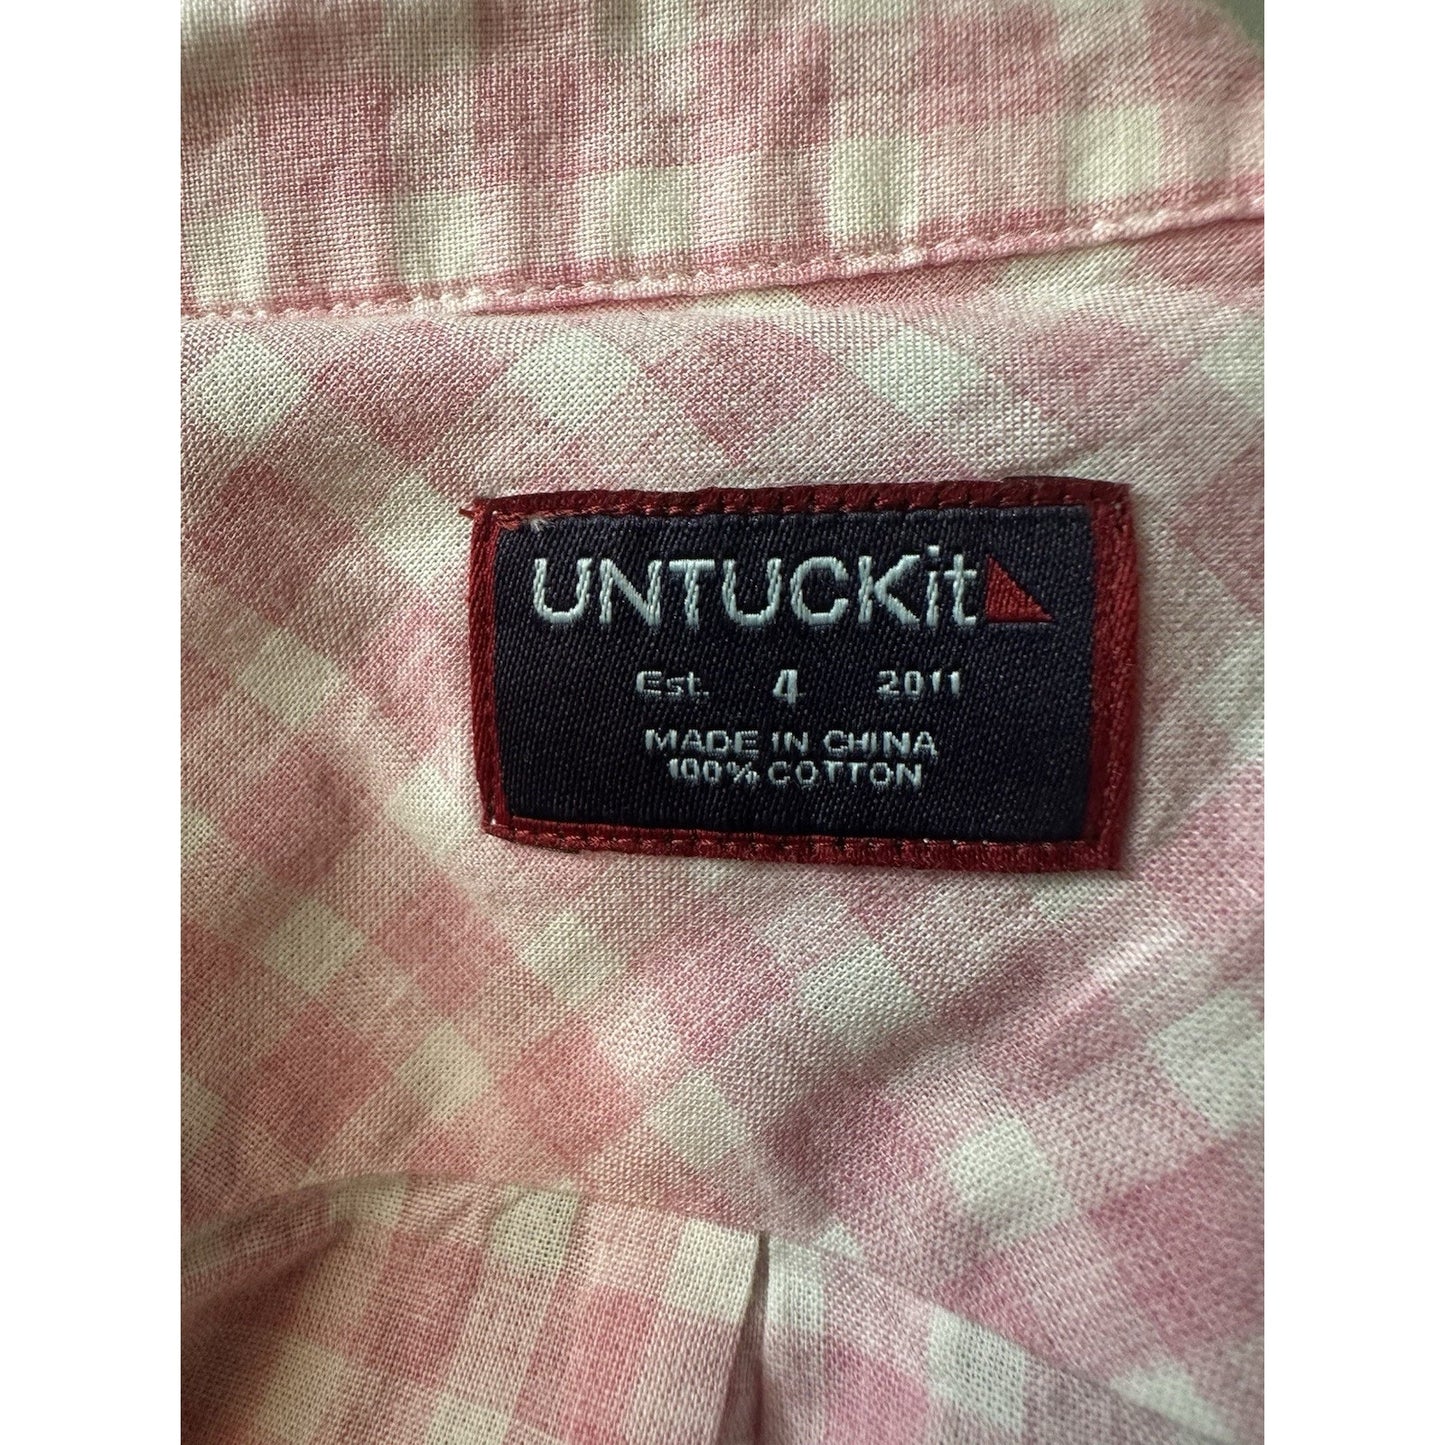 UNTUCKit
Est. 4 2011
MADE IN CHINA
100% COTTON